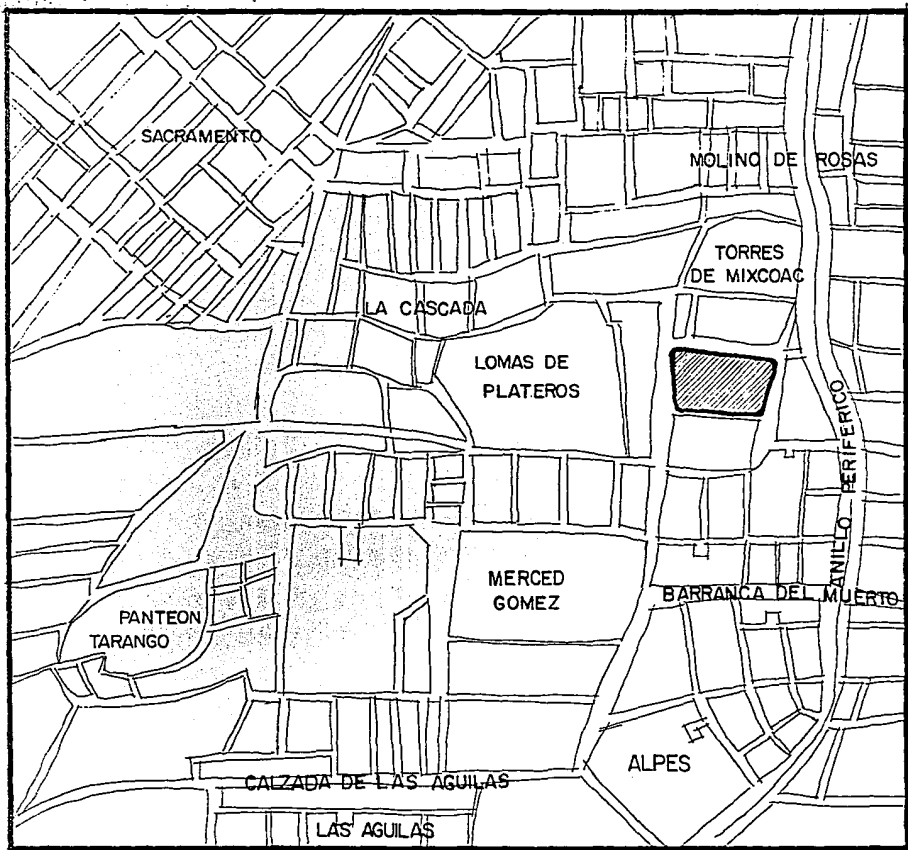 SACRAMENTO
MOLINO DE ROSAS
TORRES
DE MIXCOAC
LA CASCADA
LOMAS DE
PLATEROS
ANILLO PERIFERICO
MERCED
GOMEZ
BARRANCA DEL MUERTO
PANTEON
TARANGO
ALPES
CALZADA DE LAS AGUILAS
LAS AGUILAS